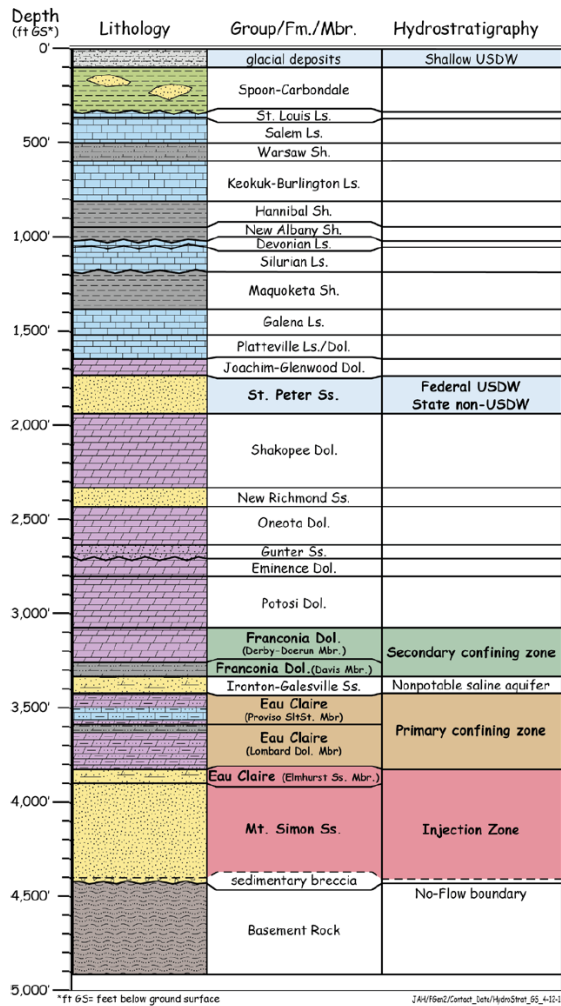 Depth
(ft GS*)
Lithology
Group/Fm./Mbr.
Hydrostratigraphy
0'
glacial deposits
Shallow USDW
Spoon-Carbondale
St. Louis Ls.
Salem Ls.
500'
Warsaw Sh.
Keokuk-Burlington Ls.
Hannibal Sh.
New Albany Sh.
1,000'
Devonian Ls.
Silurian Ls.
Maquoketa Sh.
Galena Ls.
1,500'
Platteville Ls./Dol.
Joachim-Glenwood Dol.
St. Peter Ss.
Federal USDW
State non-USDW
2,000'
Shakopee Dol.
New Richmond Ss.
2,500'
Oneota Dol.
Gunter Ss.
Eminence Dol.
Potosi Dol.
3,000'
Franconia Dol.
(Derby-Doerun Mbr.)
Secondary confining zone
Franconia Dol.(Davis Mbr.)
Ironton-Galesville Ss.
Nonpotable saline aquifer
3,500'
Eau Claire
(Proviso SltSt. Mbr)
Primary confining zone
Eau Claire
(Lombard Dol. Mbr)
Eau Claire (Elmhurst Ss. Mbr.)
4,000'
Mt. Simon Ss.
Injection Zone
sedimentary breccia
4,500'
No-Flow boundary
Basement Rock
5,000'
*ft GS= feet below ground surface